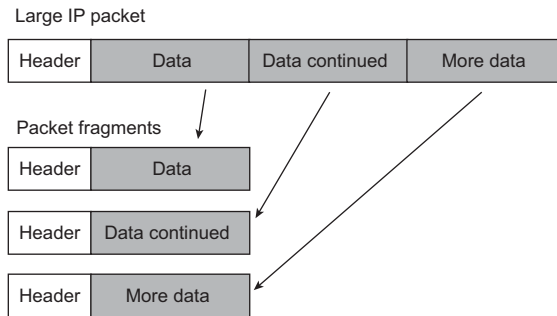 Large IP packet
Header Data Data continued More data
Packet fragments
Header Data
Header Data continued
Header More data